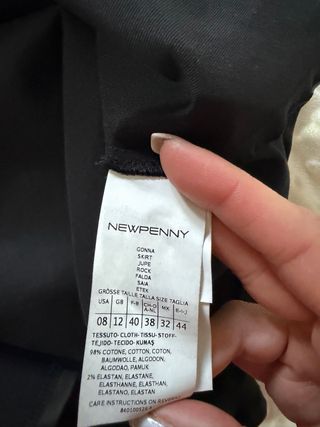 NEWPENNY
GONNA
SKIRT
JUPE
ROCK
FALDA
SAIA
ETEK
GRÖSSE TAILLE TALLA SIZE TAGLIA
USA GB F-B CH-D A-NL MX E-I-J
08 12 40 38 32 44
TESSUTO-CLOTH-TISSU-STOFF-
TEJIDO-TECIDO-KUMAŞ
98% COTONE, COTTON, COTON,
BAUMWOLLE, ALGODON,
ALGODAO, PAMUK
2% ELASTAN, ELASTANE,
ELASTHANNE, ELASTHAN,
ELASTANO, ELASTANO, ELASTAN
CARE INSTRUCTIONS ON REVERSE